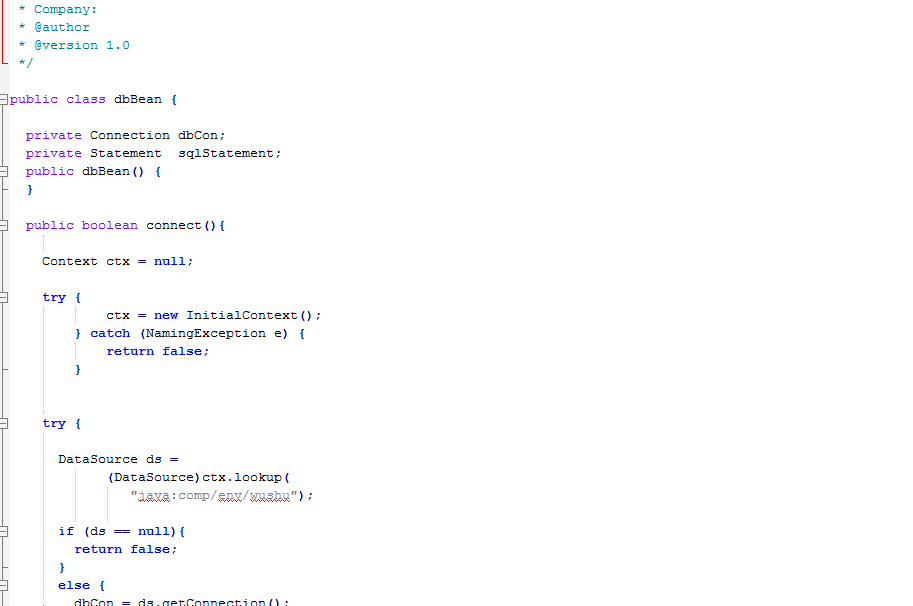 * Company:
* @author
* @version 1.0
*/
public class dbBean {
private Connection dbCon;
private Statement  sqlStatement;
public dbBean() {
}
public boolean connect(){
Context ctx = null;
try {
ctx = new InitialContext();
} catch (NamingException e) {
return false;
}
try {
DataSource ds =
(DataSource)ctx.lookup(
"java:comp/env/wushu");
if (ds == null){
return false;
}
else {
dbCon = ds.getConnection();